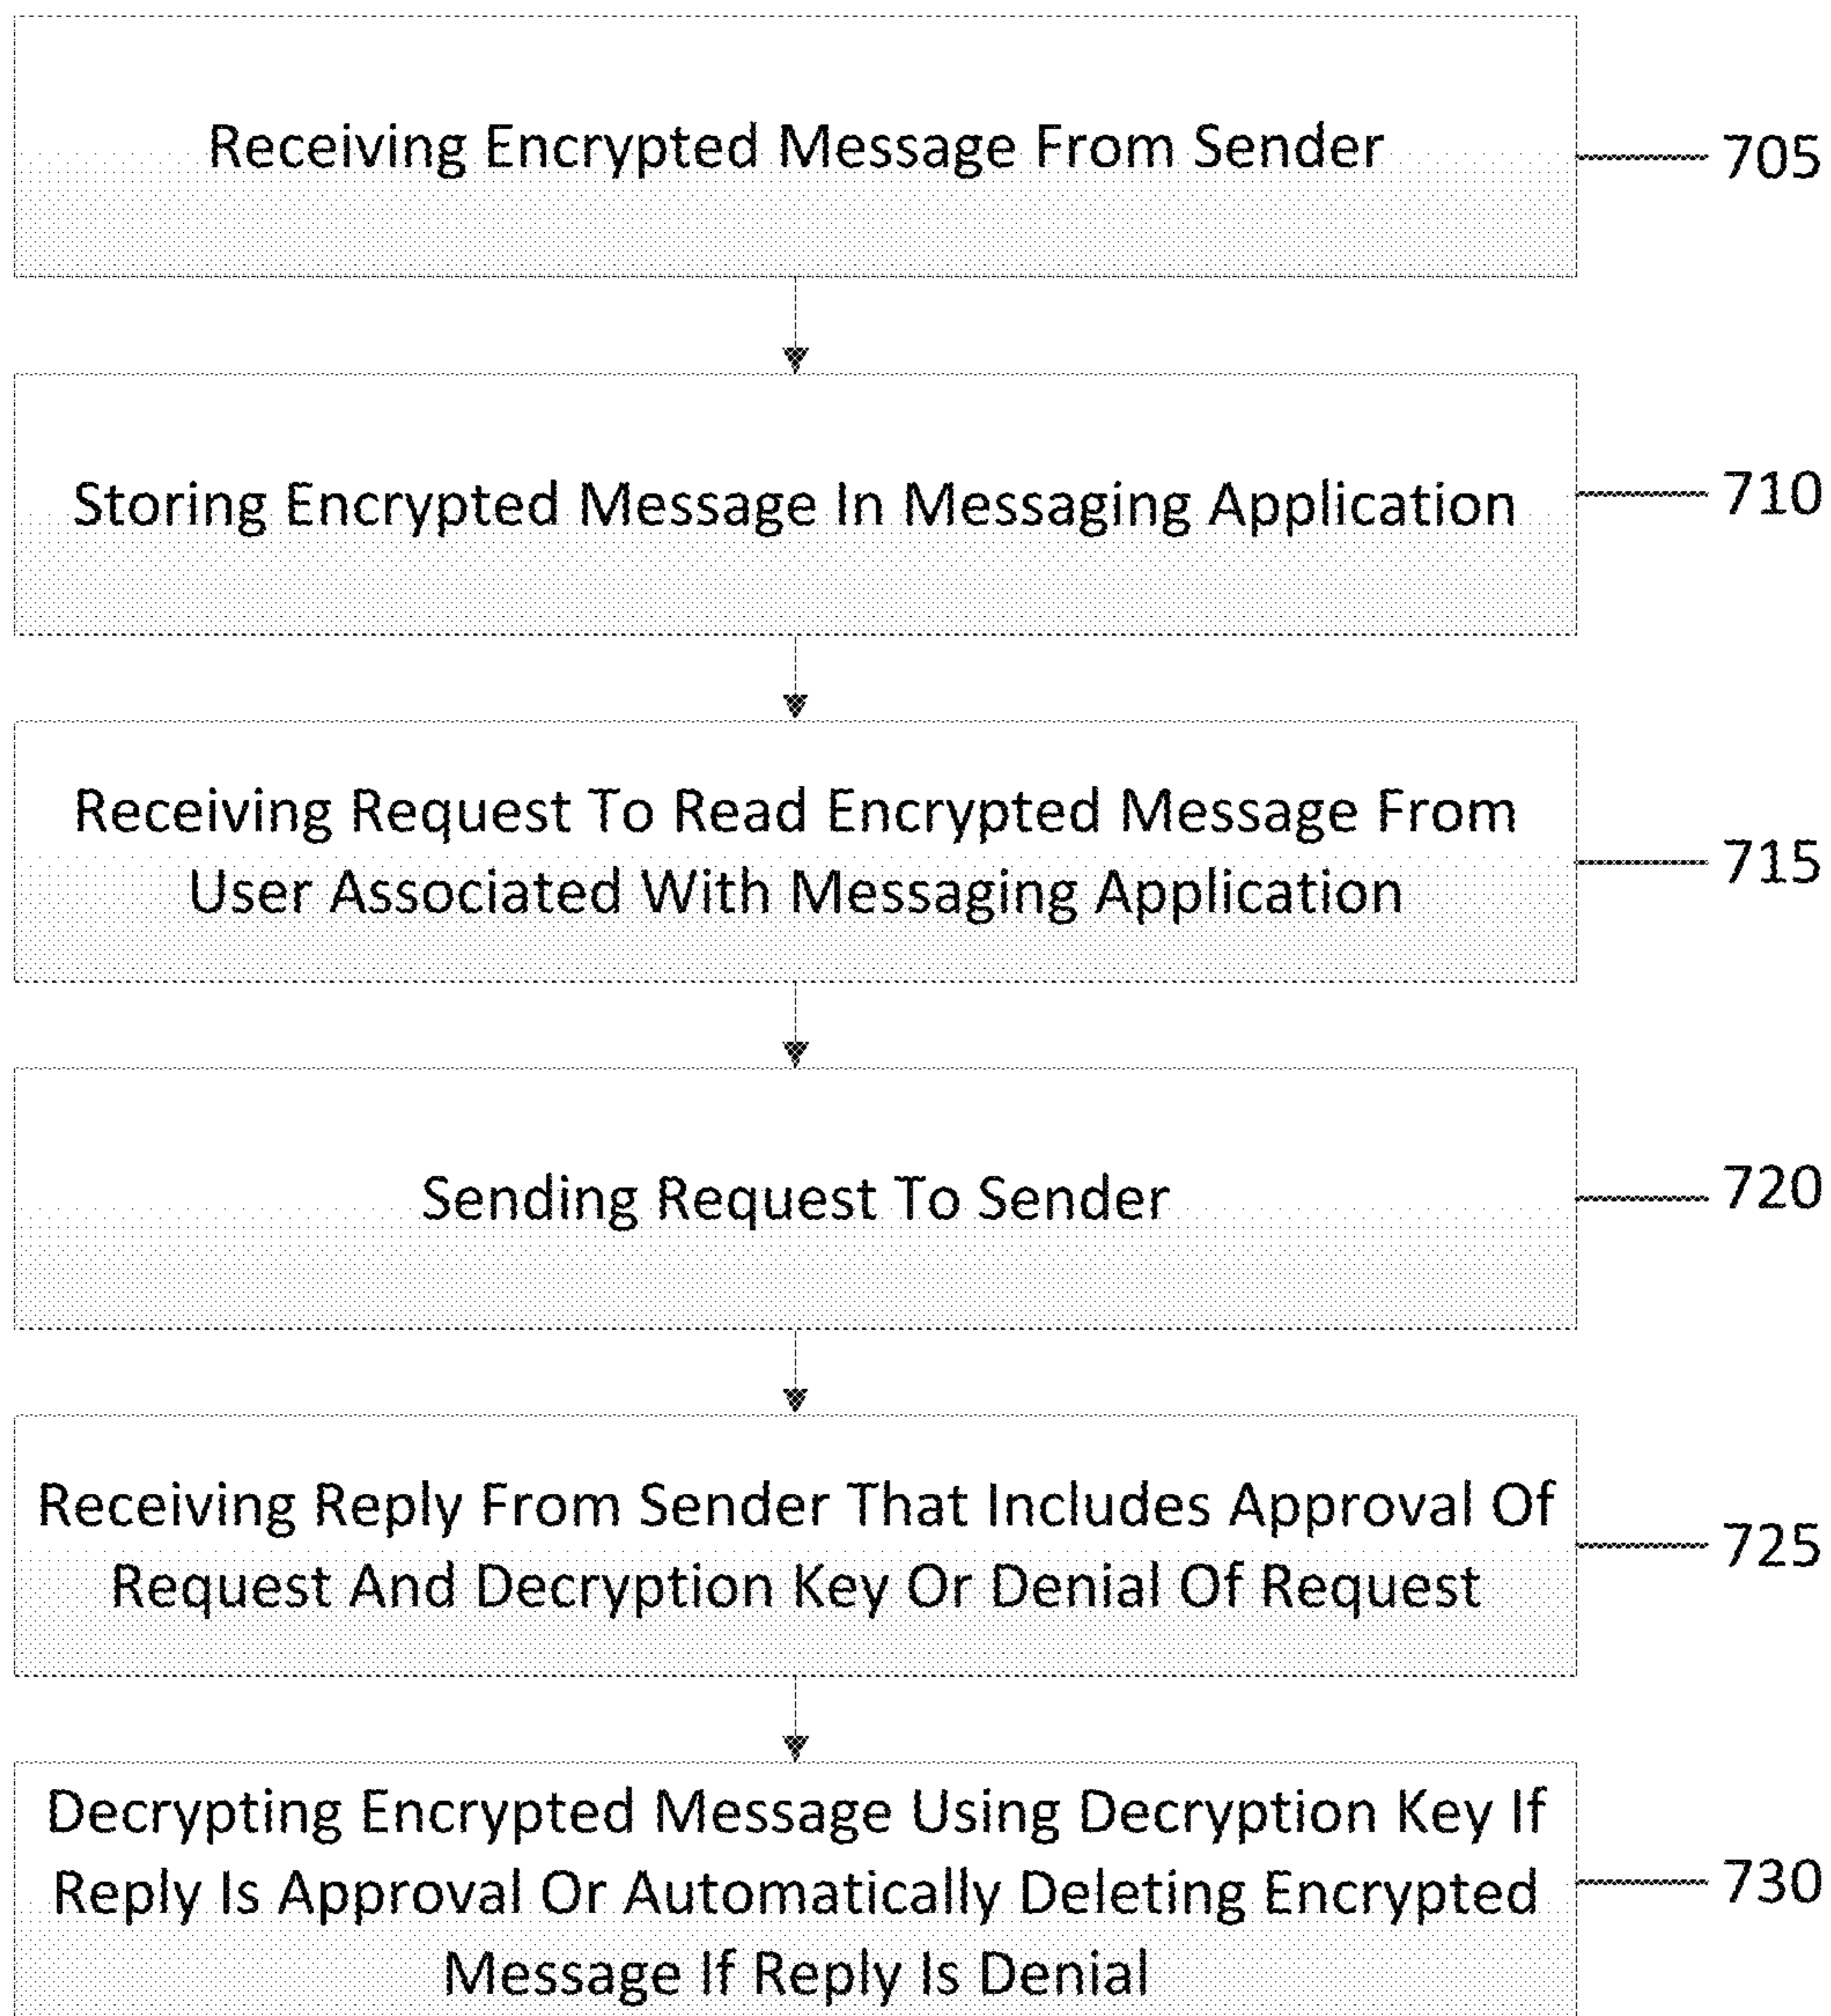 Receiving Encrypted Message From Sender
705
Storing Encrypted Message In Messaging Application
710
Receiving Request To Read Encrypted Message From
User Associated With Messaging Application
715
Sending Request To Sender
720
Receiving Reply From Sender That Includes Approval Of
Request And Decryption Key Or Denial Of Request
725
Decrypting Encrypted Message Using Decryption Key If
Reply Is Approval Or Automatically Deleting Encrypted
Message If Reply Is Denial
730